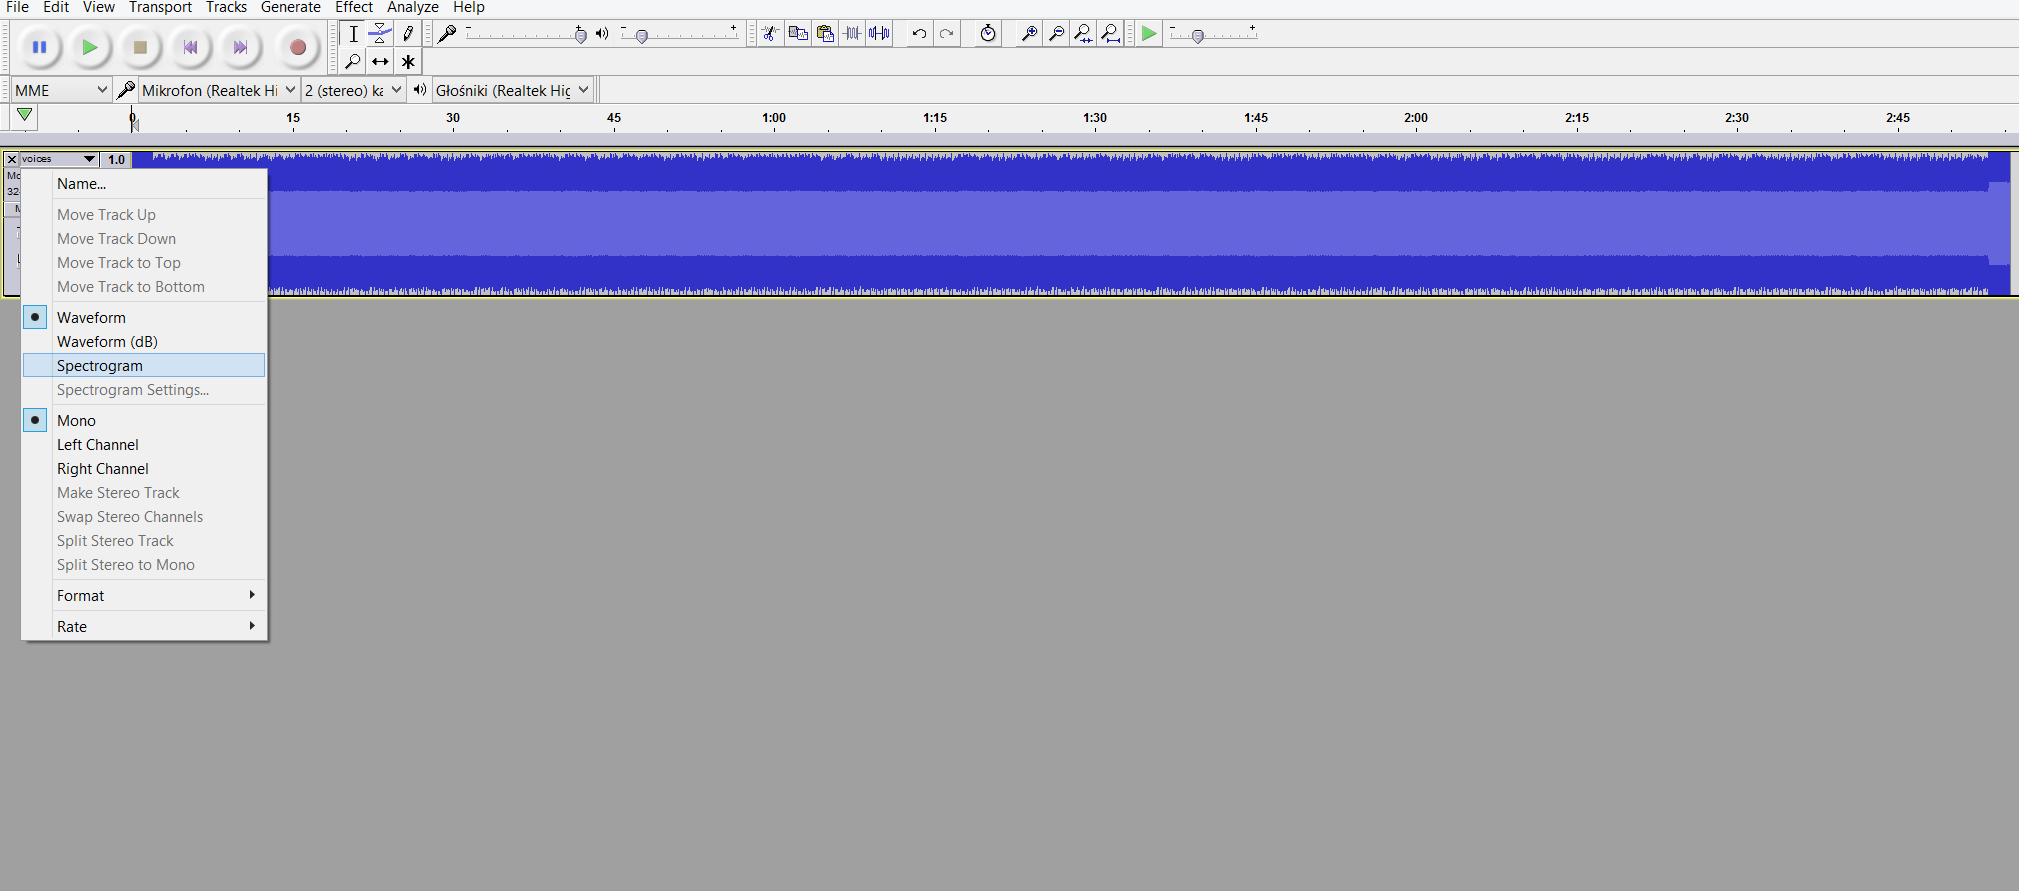 File Edit View Transport Tracks Generate Effect Analyze Help
MME Mikrofon (Realtek Hi 2 (stereo) ka Głośniki (Realtek Hig
0 15 30 45 1:00 1:15 1:30 1:45 2:00 2:15 2:30 2:45
voices 1.0
Mo
32-
M
Name...
Move Track Up
Move Track Down
Move Track to Top
Move Track to Bottom
Waveform
Waveform (dB)
Spectrogram
Spectrogram Settings...
Mono
Left Channel
Right Channel
Make Stereo Track
Swap Stereo Channels
Split Stereo Track
Split Stereo to Mono
Format
Rate